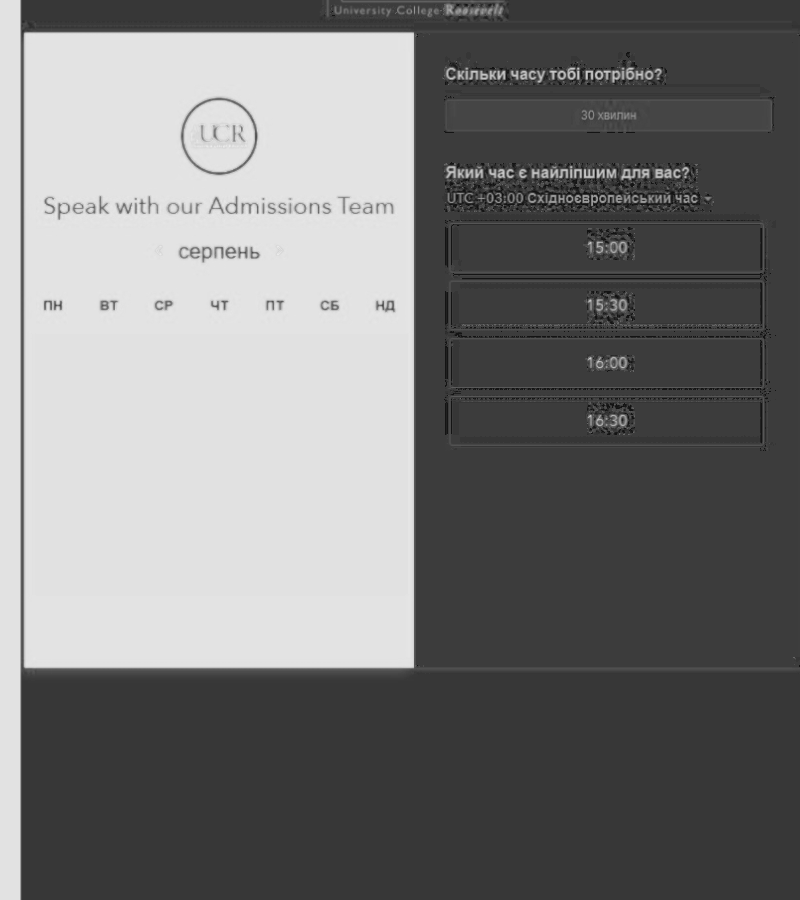 University College Roosevelt
UCR
Speak with our Admissions Team
серпень
ПН ВТ СР ЧТ ПТ СБ НД
Скільки часу тобі потрібно?
30 хвилин
Який час є найліпшим для вас?
UTC +03:00 Східноєвропейський час
15:00
15:30
16:00
16:30